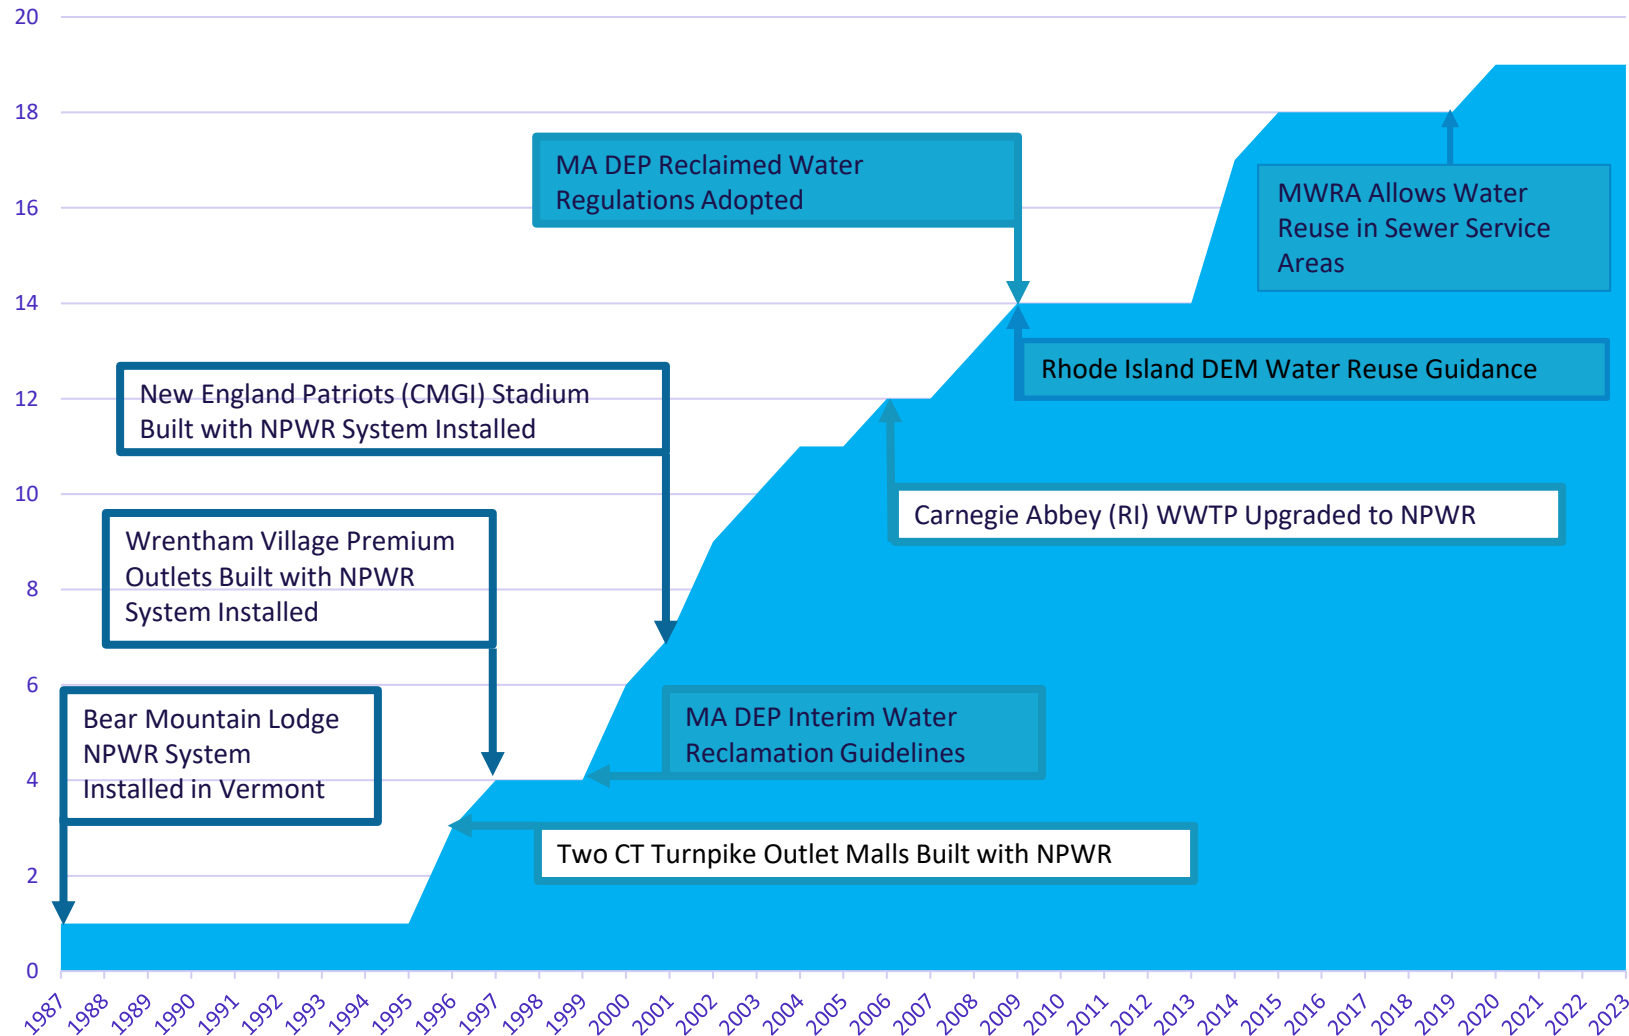 20
18
16
14
12
10
8
6
4
2
0
MA DEP Reclaimed Water
Regulations Adopted
MWRA Allows Water
Reuse in Sewer Service
Areas
Rhode Island DEM Water Reuse Guidance
New England Patriots (CMGI) Stadium
Built with NPWR System Installed
Carnegie Abbey (RI) WWTP Upgraded to NPWR
Wrentham Village Premium
Outlets Built with NPWR
System Installed
Bear Mountain Lodge
NPWR System
Installed in Vermont
MA DEP Interim Water
Reclamation Guidelines
Two CT Turnpike Outlet Malls Built with NPWR
1987
1988
1989
1990
1991
1992
1993
1994
1995
1996
1997
1998
1999
2000
2001
2002
2003
2004
2005
2006
2007
2008
2009
2010
2011
2012
2013
2014
2015
2016
2017
2018
2019
2020
2021
2022
2023